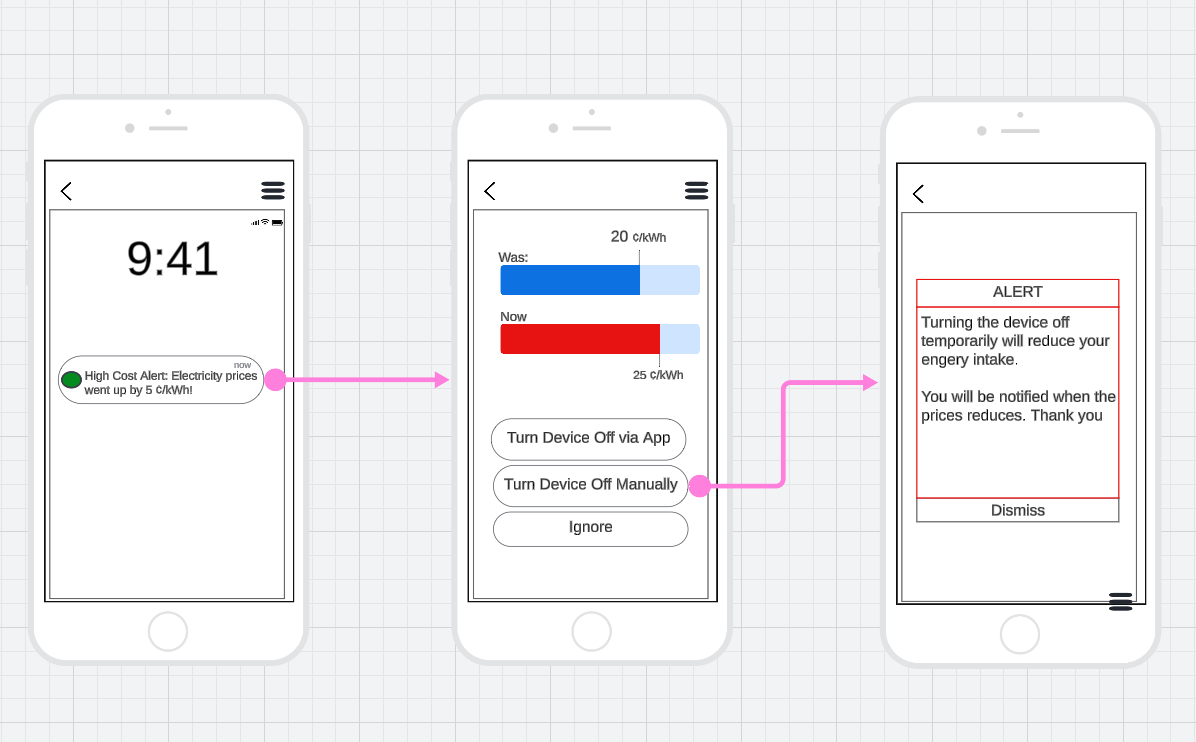 9:41
now
High Cost Alert: Electricity prices
went up by 5 ¢/kWh!
20 ¢/kWh
Was:
Now
25 ¢/kWh
Turn Device Off via App
Turn Device Off Manually
Ignore
ALERT
Turning the device off
temporarily will reduce your
engery intake.
You will be notified when the
prices reduces. Thank you
Dismiss